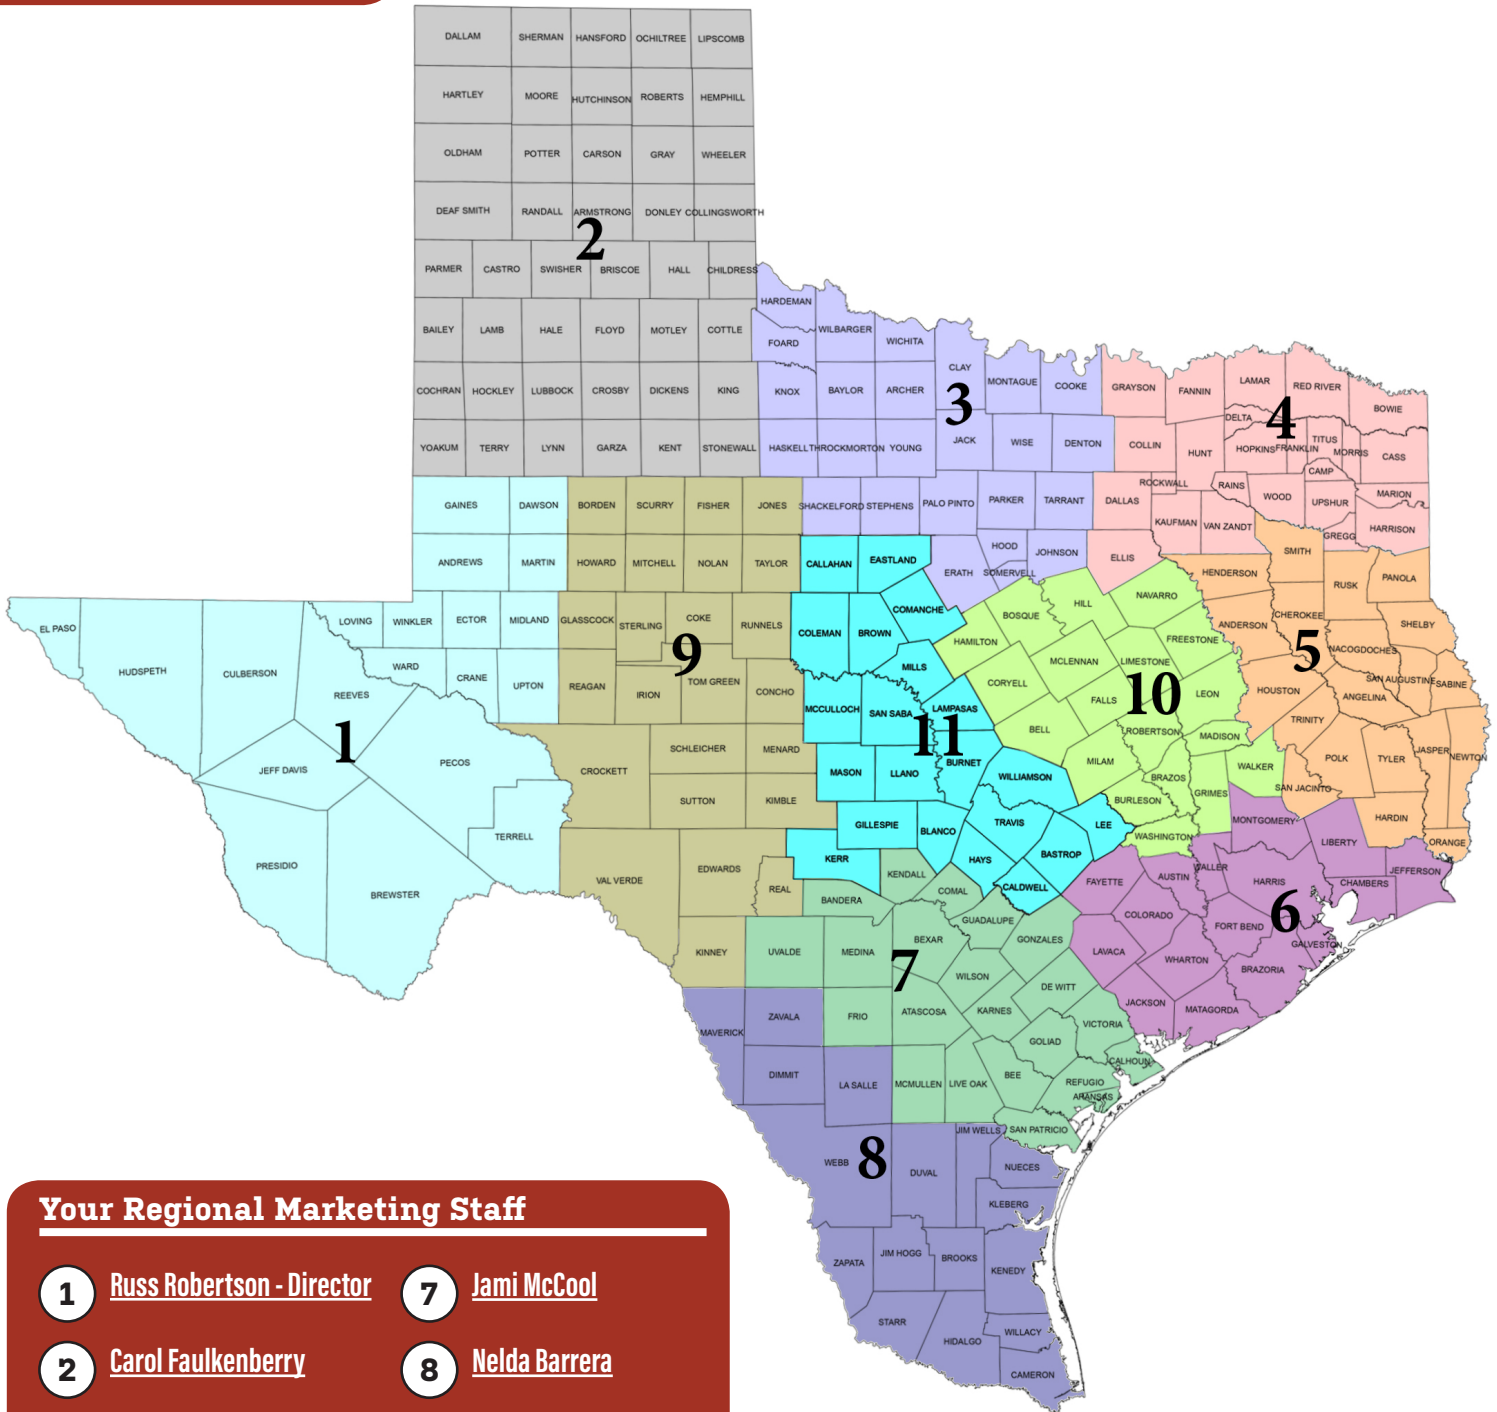 DALLAM SHERMAN HANSFORD OCHILTREE LIPSCOMB
HARTLEY MOORE HUTCHINSON ROBERTS HEMPHILL
OLDHAM POTTER CARSON GRAY WHEELER
DEAF SMITH RANDALL ARMSTRONG DONLEY COLLINGSWORTH
2
PARMER CASTRO SWISHER BRISCOE HALL CHILDRESS
HARDEMAN
BAILEY LAMB HALE FLOYD MOTLEY COTTLE WILBARGER
FOARD WICHITA
CLAY MONTAGUE COOKE GRAYSON FANNIN LAMAR RED RIVER
COCHRAN HOCKLEY LUBBOCK CROSBY DICKENS KING KNOX BAYLOR ARCHER
3
4
DELTA BOWIE
YOAKUM TERRY LYNN GARZA KENT STONEWALL HASKELL THROCKMORTON YOUNG JACK WISE DENTON COLLIN HUNT HOPKINS FRANKLIN TITUS MORRIS CASS
CAMP
GAINES DAWSON BORDEN SCURRY FISHER JONES SHACKELFORD STEPHENS PALO PINTO PARKER TARRANT DALLAS ROCKWALL RAINS WOOD UPSHUR MARION
KAUFMAN VAN ZANDT GREGG HARRISON
ANDREWS MARTIN HOWARD MITCHELL NOLAN TAYLOR CALLAHAN EASTLAND ERATH HOOD SOMERVELL JOHNSON ELLIS HENDERSON SMITH RUSK PANOLA
EL PASO HUDSPETH CULBERSON LOVING WINKLER ECTOR MIDLAND GLASSCOCK STERLING COKE RUNNELS COLEMAN BROWN COMANCHE HAMILTON BOSQUE HILL NAVARRO FREESTONE ANDERSON CHEROKEE NACOGDOCHES SHELBY
9
5
REEVES WARD CRANE UPTON REAGAN IRION TOM GREEN CONCHO MCCULLOCH SAN SABA MILLS LAMPASAS CORYELL MCLENNAN LIMESTONE FALLS LEON HOUSTON ANGELINA SAN AUGUSTINE SABINE
10
1
11
JEFF DAVIS PECOS CROCKETT SCHLEICHER MENARD MASON LLANO BURNET BELL MILAM ROBERTSON MADISON WALKER TRINITY POLK TYLER JASPER NEWTON
TERRELL SUTTON KIMBLE GILLESPIE BLANCO WILLIAMSON TRAVIS LEE BURLESON BRAZOS GRIMES SAN JACINTO HARDIN
PRESIDIO BREWSTER VAL VERDE EDWARDS REAL KERR KENDALL HAYS BASTROP WASHINGTON MONTGOMERY LIBERTY ORANGE
BANDERA COMAL CALDWELL FAYETTE AUSTIN WALLER HARRIS CHAMBERS JEFFERSON
6
KINNEY UVALDE MEDINA BEXAR GUADALUPE GONZALES LAVACA COLORADO FORT BEND GALVESTON
7
WILSON WHARTON BRAZORIA
MAVERICK ZAVALA FRIO ATASCOSA KARNES DE WITT JACKSON MATAGORDA
VICTORIA GOLIAD CALHOUN
DIMMIT LA SALLE MCMULLEN LIVE OAK BEE REFUGIO ARANSAS
JIM WELLS SAN PATRICIO
WEBB 8 DUVAL NUECES
KLEBERG
ZAPATA JIM HOGG BROOKS KENEDY
STARR HIDALGO WILLACY
CAMERON
Your Regional Marketing Staff
1 Russ Robertson - Director 7 Jami McCool
2 Carol Faulkenberry 8 Nelda Barrera